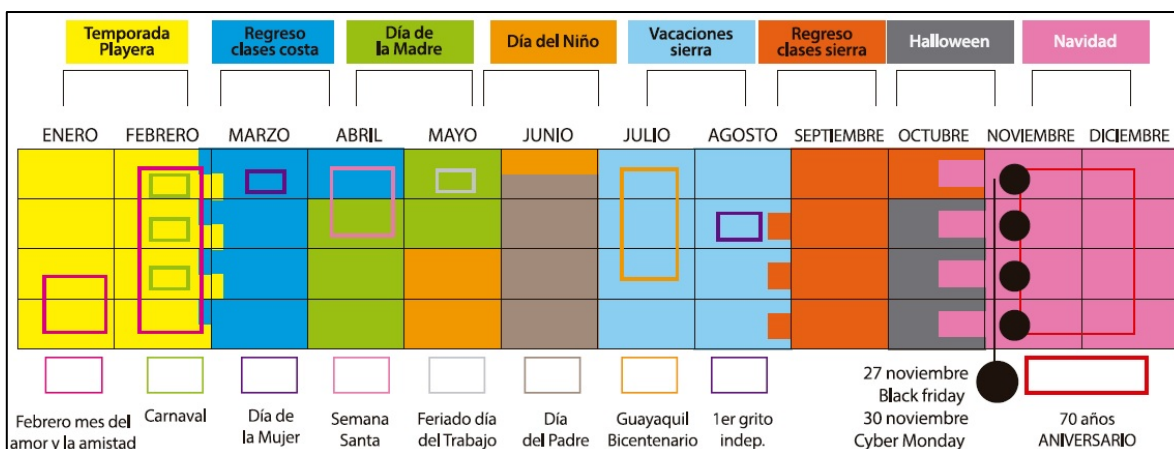 Temporada
Playera
Regreso
clases costa
Día de
la Madre
Día del Niño
Vacaciones
sierra
Regreso
clases sierra
Halloween
Navidad
ENERO
FEBRERO
MARZO
ABRIL
MAYO
JUNIO
JULIO
AGOSTO
SEPTIEMBRE
OCTUBRE
NOVIEMBRE
DICIEMBRE
Febrero mes del
amor y la amistad
Carnaval
Día de
la Mujer
Semana
Santa
Feriado día
del Trabajo
Día
del Padre
Guayaquil
Bicentenario
1er grito
indep.
27 noviembre
Black friday
30 noviembre
Cyber Monday
70 años
ANIVERSARIO